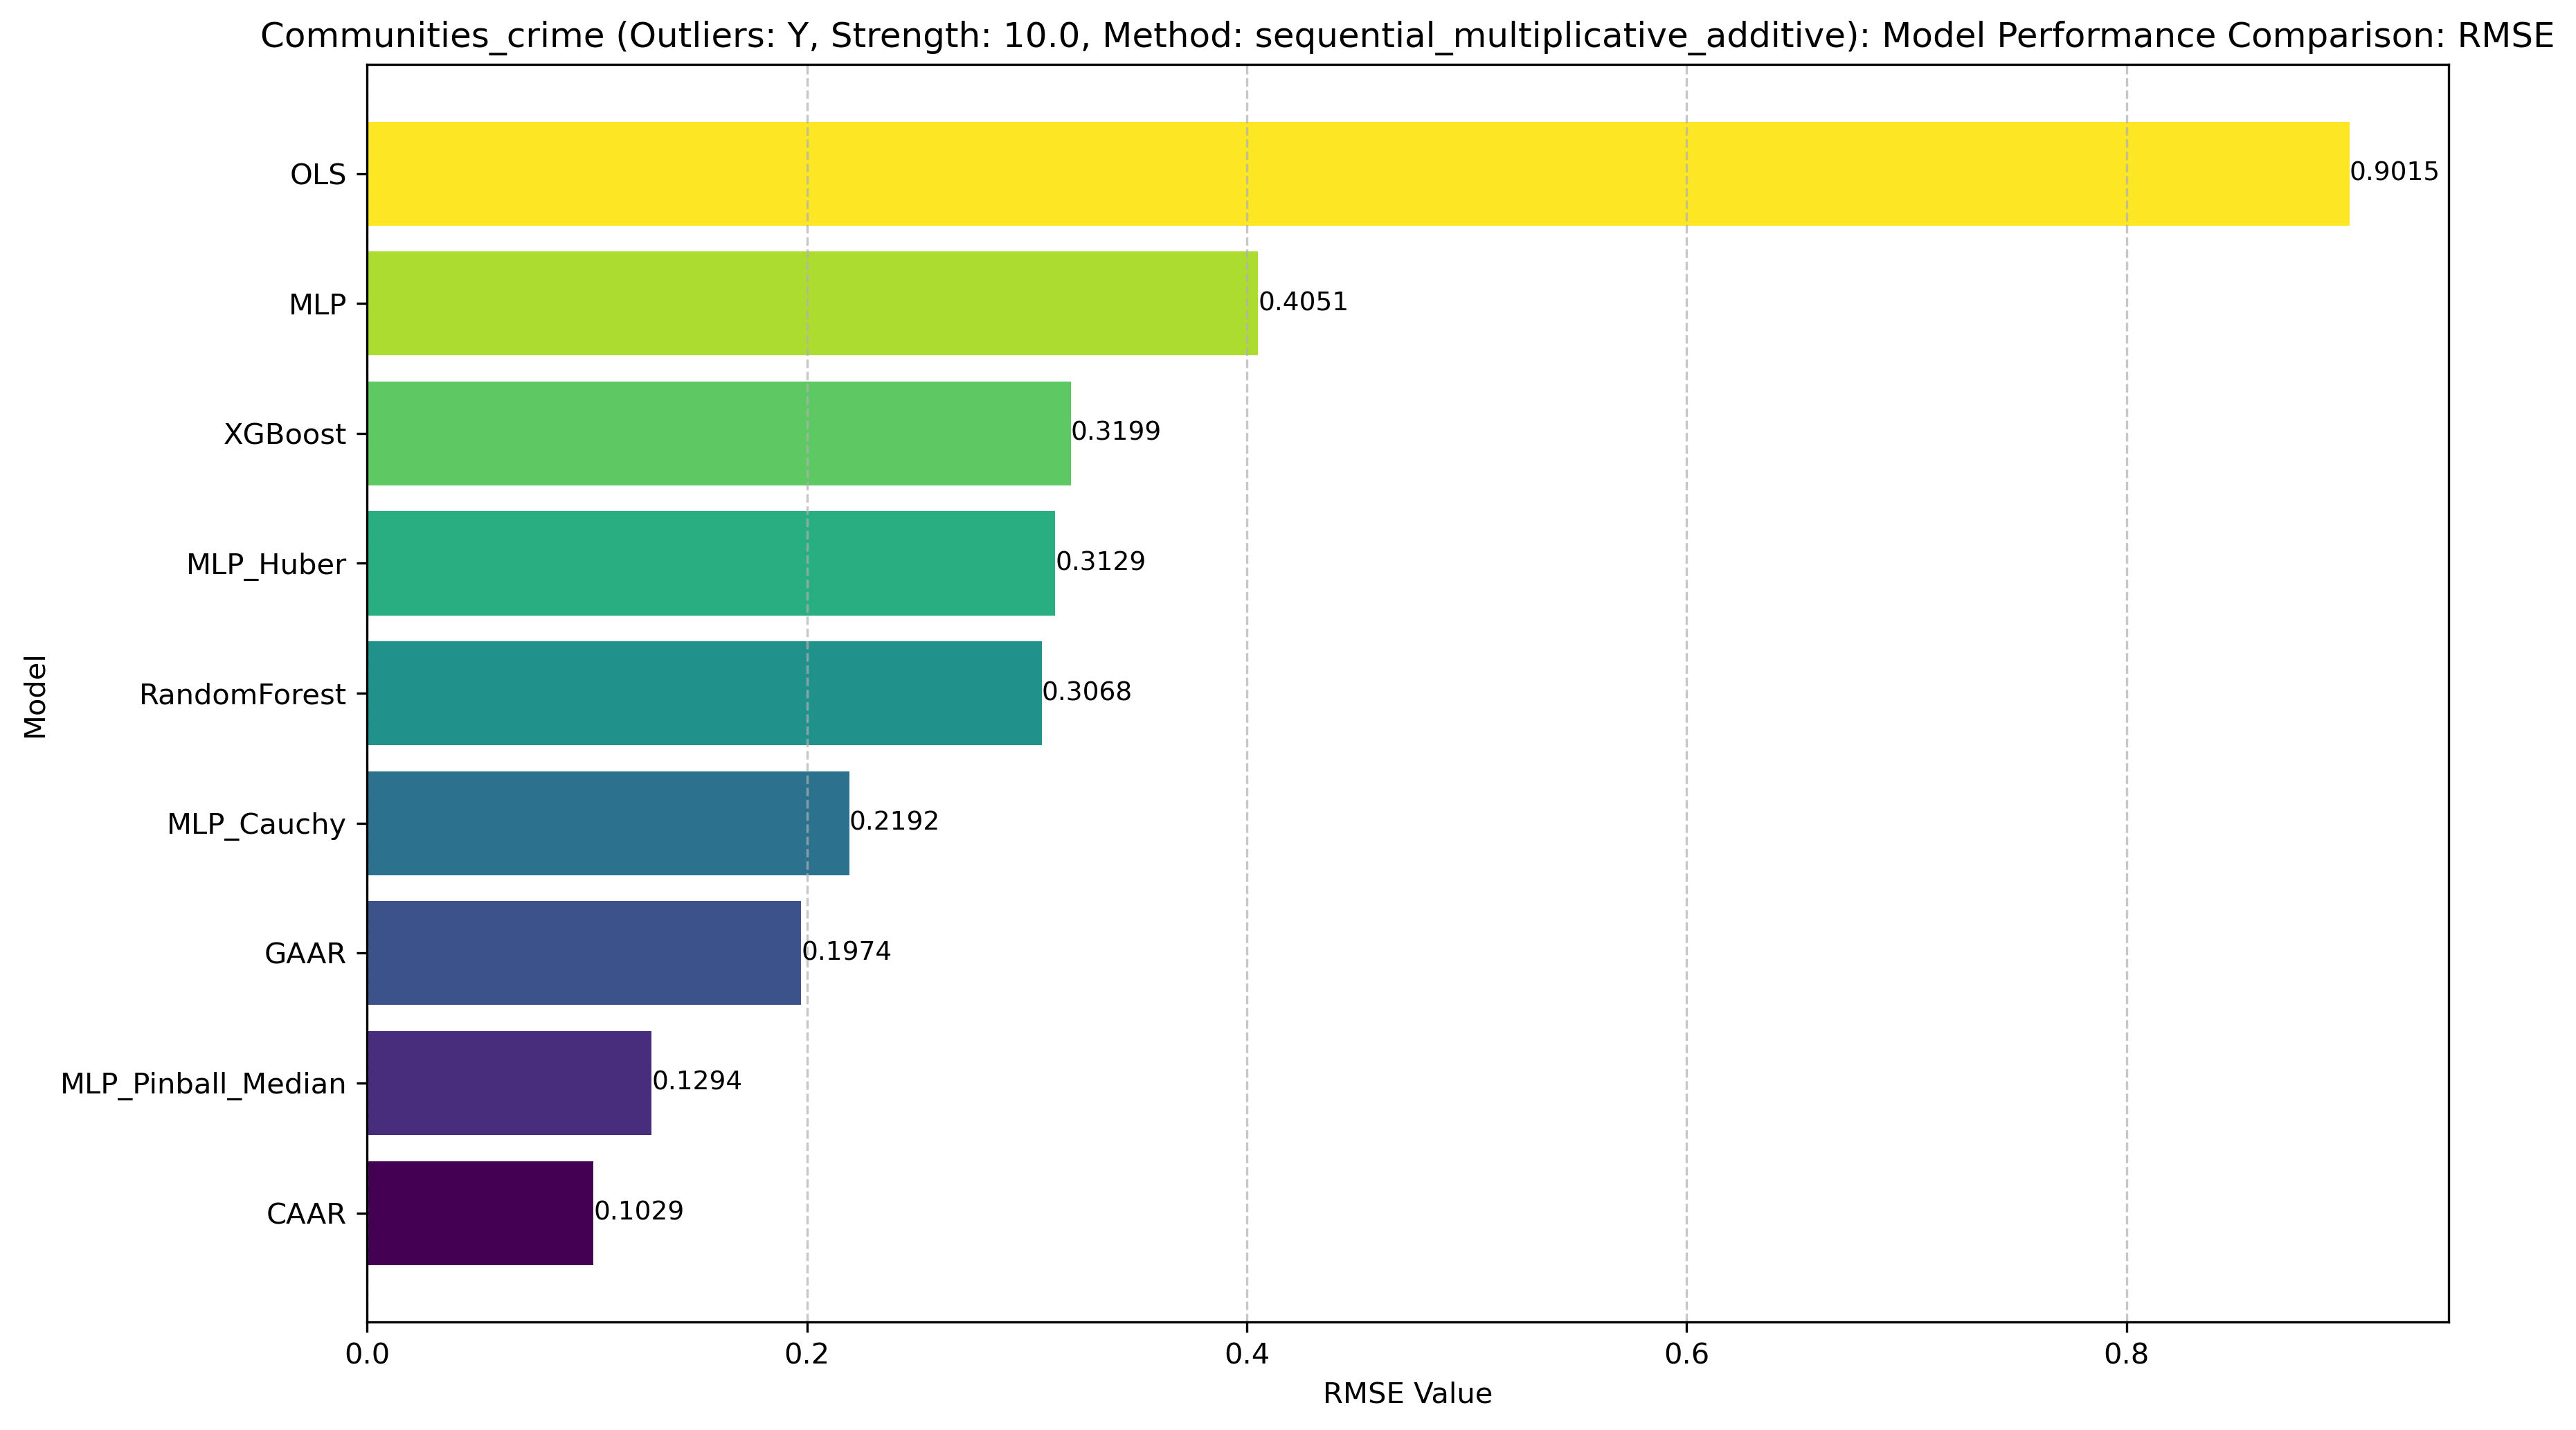 Communities_crime (Outliers: Y, Strength: 10.0, Method: sequential_multiplicative_additive): Model Performance Comparison: RMSE
OLS
0.9015
MLP
0.4051
XGBoost
0.3199
MLP_Huber
0.3129
RandomForest
0.3068
MLP_Cauchy
0.2192
GAAR
0.1974
MLP_Pinball_Median
0.1294
CAAR
0.1029
Model
0.0 0.2 0.4 0.6 0.8
RMSE Value